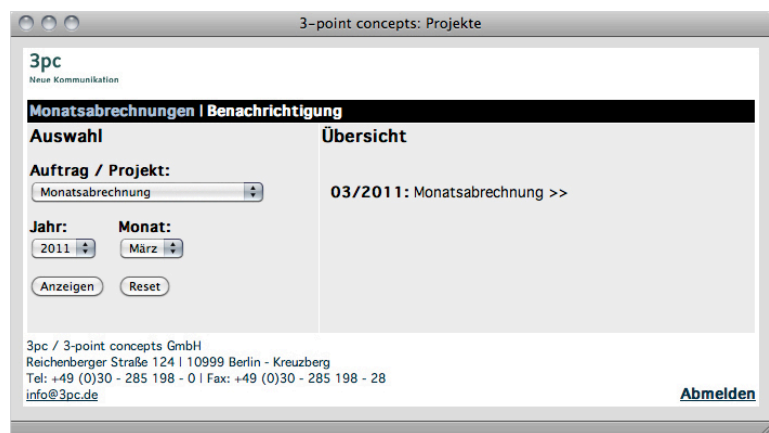 3-point concepts: Projekte
3pc
Neue Kommunikation
Monatsabrechnungen | Benachrichtigung
Auswahl
Übersicht
Auftrag / Projekt:
Monatsabrechnung
03/2011: Monatsabrechnung >>
Jahr: Monat:
2011 März
Anzeigen Reset
3pc / 3-point concepts GmbH
Reichenberger Straße 124 | 10999 Berlin - Kreuzberg
Tel: +49 (0)30 - 285 198 - 0 | Fax: +49 (0)30 - 285 198 - 28
info@3pc.de
Abmelden